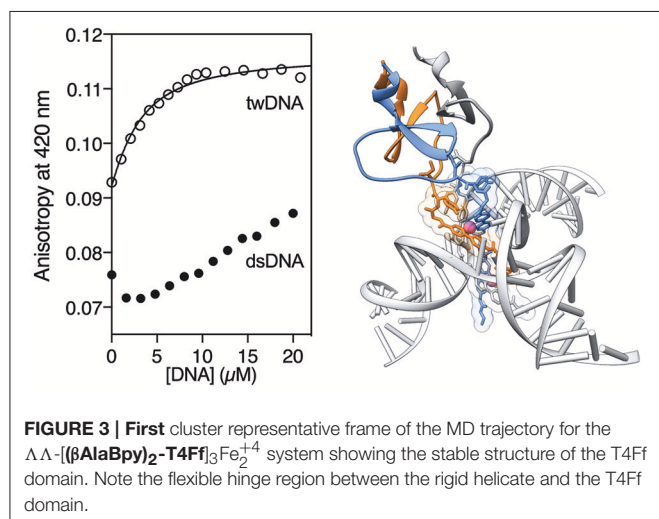 0.12
0.11
0.10
0.09
0.08
0.07
Anisotropy at 420 nm
twDNA
dsDNA
0 5 10 15 20
[DNA] (µM)
FIGURE 3 | First cluster representative frame of the MD trajectory for the
ΛΛ-[(βAlaBpy)₂-T4Ff]₃Fe₂⁺⁴ system showing the stable structure of the T4Ff
domain. Note the flexible hinge region between the rigid helicate and the T4Ff
domain.